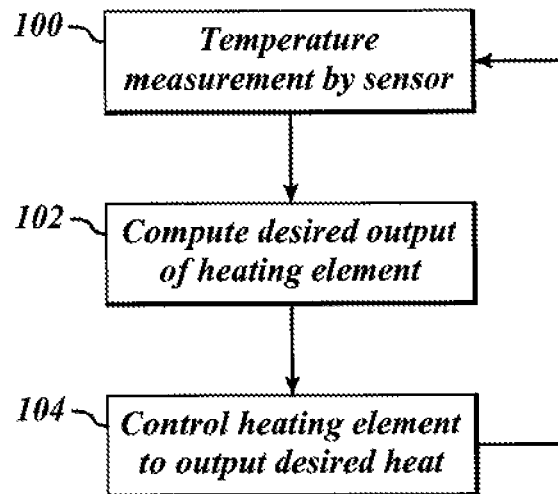 100
Temperature
measurement by sensor
102
Compute desired output
of heating element
104
Control heating element
to output desired heat